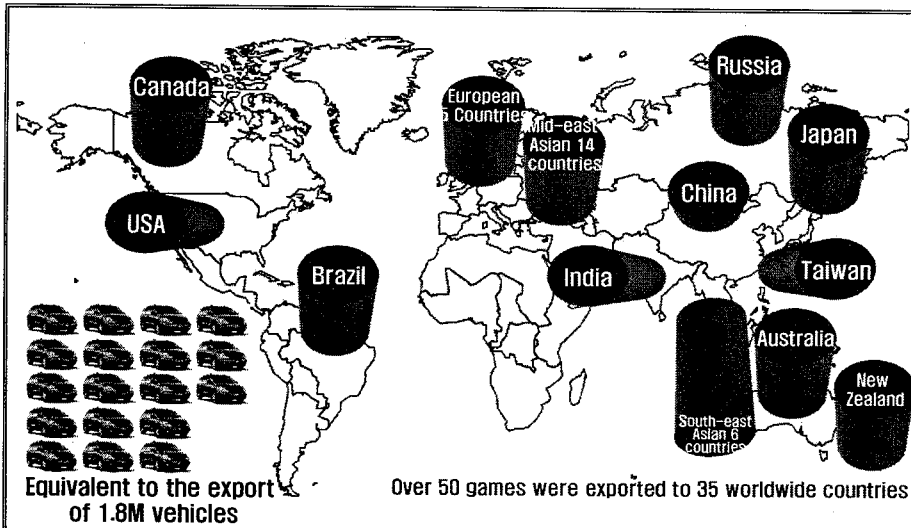 Canada
Russia
European
5 Countries
Mid-east
Asian 14
countries
Japan
China
USA
Brazil
India
Taiwan
Australia
New
Zealand
South-east
Asian 6
countries
Equivalent to the export
of 1.8M vehicles
Over 50 games were exported to 35 worldwide countries